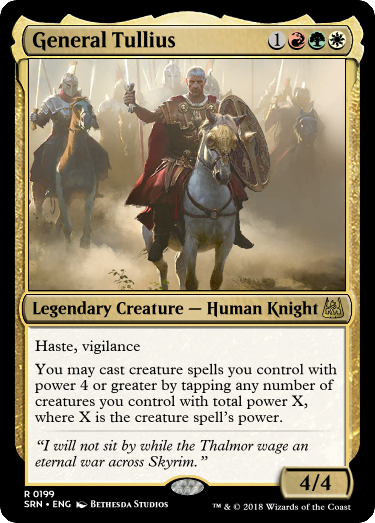 General Tullius 1
Legendary Creature — Human Knight
Haste, vigilance
You may cast creature spells you control with
power 4 or greater by tapping any number of
creatures you control with total power X,
where X is the creature spell's power.
“I will not sit by while the Thalmor wage an
eternal war across Skyrim.”
4/4
R 0199
SRN • ENG Bethesda Studios
™ & © 2018 Wizards of the Coast